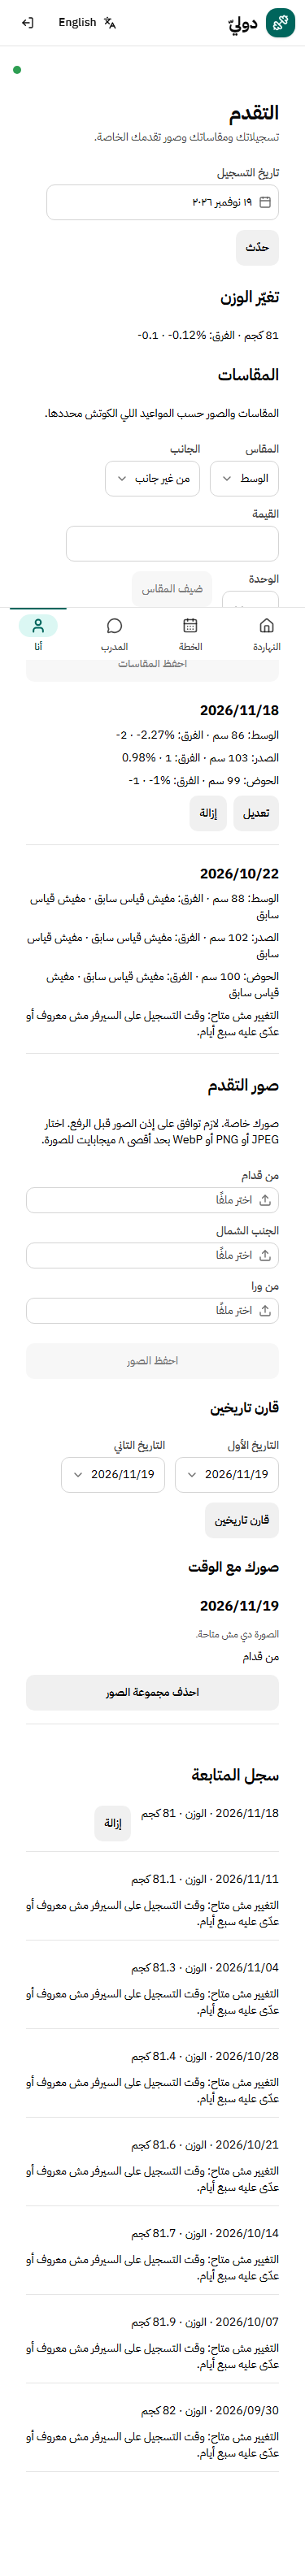 دوليّ
English
التقدم
تسجيلاتك ومقاساتك وصور تقدمك الخاصة.
تاريخ التسجيل
١٩ نوفمبر ٢٠٢٦
حدّث
تغيّر الوزن
81 كجم · الفرق: 0.12%- · 0.1-
المقاسات
المقاسات والصور حسب المواعيد اللي الكوتش محددها.
المقاس
الجانب
الوسط
من غير جانب
القيمة
الوحدة
ضيف المقاس
النهاردة
الخطة
المدرب
أنا
احفظ المقاسات
2026/11/18
الوسط: 86 سم · الفرق: 2.27%- · 2-
الصدر: 103 سم · الفرق: 1 · 0.98%
الحوض: 99 سم · الفرق: 1%- · 1-
تعديل
إزالة
2026/10/22
الوسط: 88 سم · الفرق: مفيش قياس سابق · مفيش قياس
سابق
الصدر: 102 سم · الفرق: مفيش قياس سابق · مفيش قياس
سابق
الحوض: 100 سم · الفرق: مفيش قياس سابق · مفيش
قياس سابق
التغيير مش متاح: وقت التسجيل على السيرفر مش معروف أو
عدّى عليه سبع أيام.
صور التقدم
صورك خاصة. لازم توافق على إذن الصور قبل الرفع. اختار
JPEG أو PNG أو WebP بحد أقصى ٨ ميجابايت للصورة.
من قدام
اختر ملفًا
الجنب الشمال
اختر ملفًا
من ورا
اختر ملفًا
احفظ الصور
قارن تاريخين
التاريخ الأول
التاريخ التاني
2026/11/19
2026/11/19
قارن تاريخين
صورك مع الوقت
2026/11/19
الصورة دي مش متاحة.
من قدام
احذف مجموعة الصور
سجل المتابعة
2026/11/18 · الوزن · 81 كجم
إزالة
2026/11/11 · الوزن · 81.1 كجم
التغيير مش متاح: وقت التسجيل على السيرفر مش معروف أو
عدّى عليه سبع أيام.
2026/11/04 · الوزن · 81.3 كجم
التغيير مش متاح: وقت التسجيل على السيرفر مش معروف أو
عدّى عليه سبع أيام.
2026/10/28 · الوزن · 81.4 كجم
التغيير مش متاح: وقت التسجيل على السيرفر مش معروف أو
عدّى عليه سبع أيام.
2026/10/21 · الوزن · 81.6 كجم
التغيير مش متاح: وقت التسجيل على السيرفر مش معروف أو
عدّى عليه سبع أيام.
2026/10/14 · الوزن · 81.7 كجم
التغيير مش متاح: وقت التسجيل على السيرفر مش معروف أو
عدّى عليه سبع أيام.
2026/10/07 · الوزن · 81.9 كجم
التغيير مش متاح: وقت التسجيل على السيرفر مش معروف أو
عدّى عليه سبع أيام.
2026/09/30 · الوزن · 82 كجم
التغيير مش متاح: وقت التسجيل على السيرفر مش معروف أو
عدّى عليه سبع أيام.